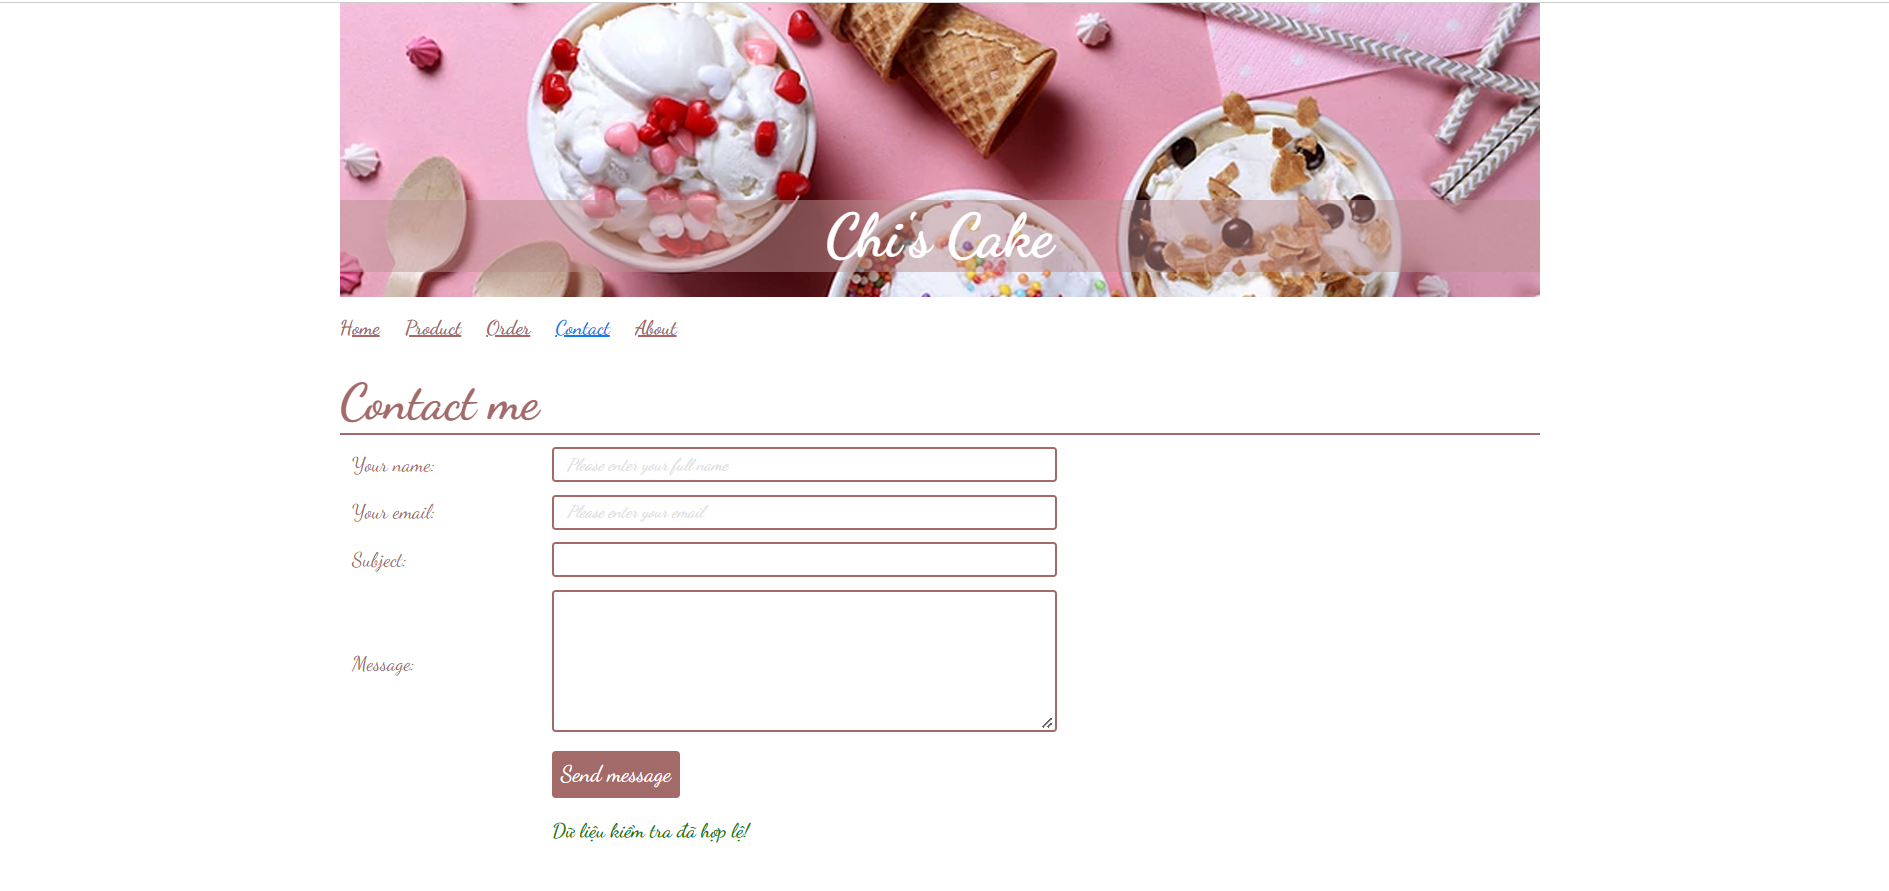 Chi's Cake
Home Product Order Contact About
Contact me
Your name: Please enter your full name
Your email: Please enter your email
Subject:
Message:
Send message
Dữ liệu kiểm tra đã hợp lệ!